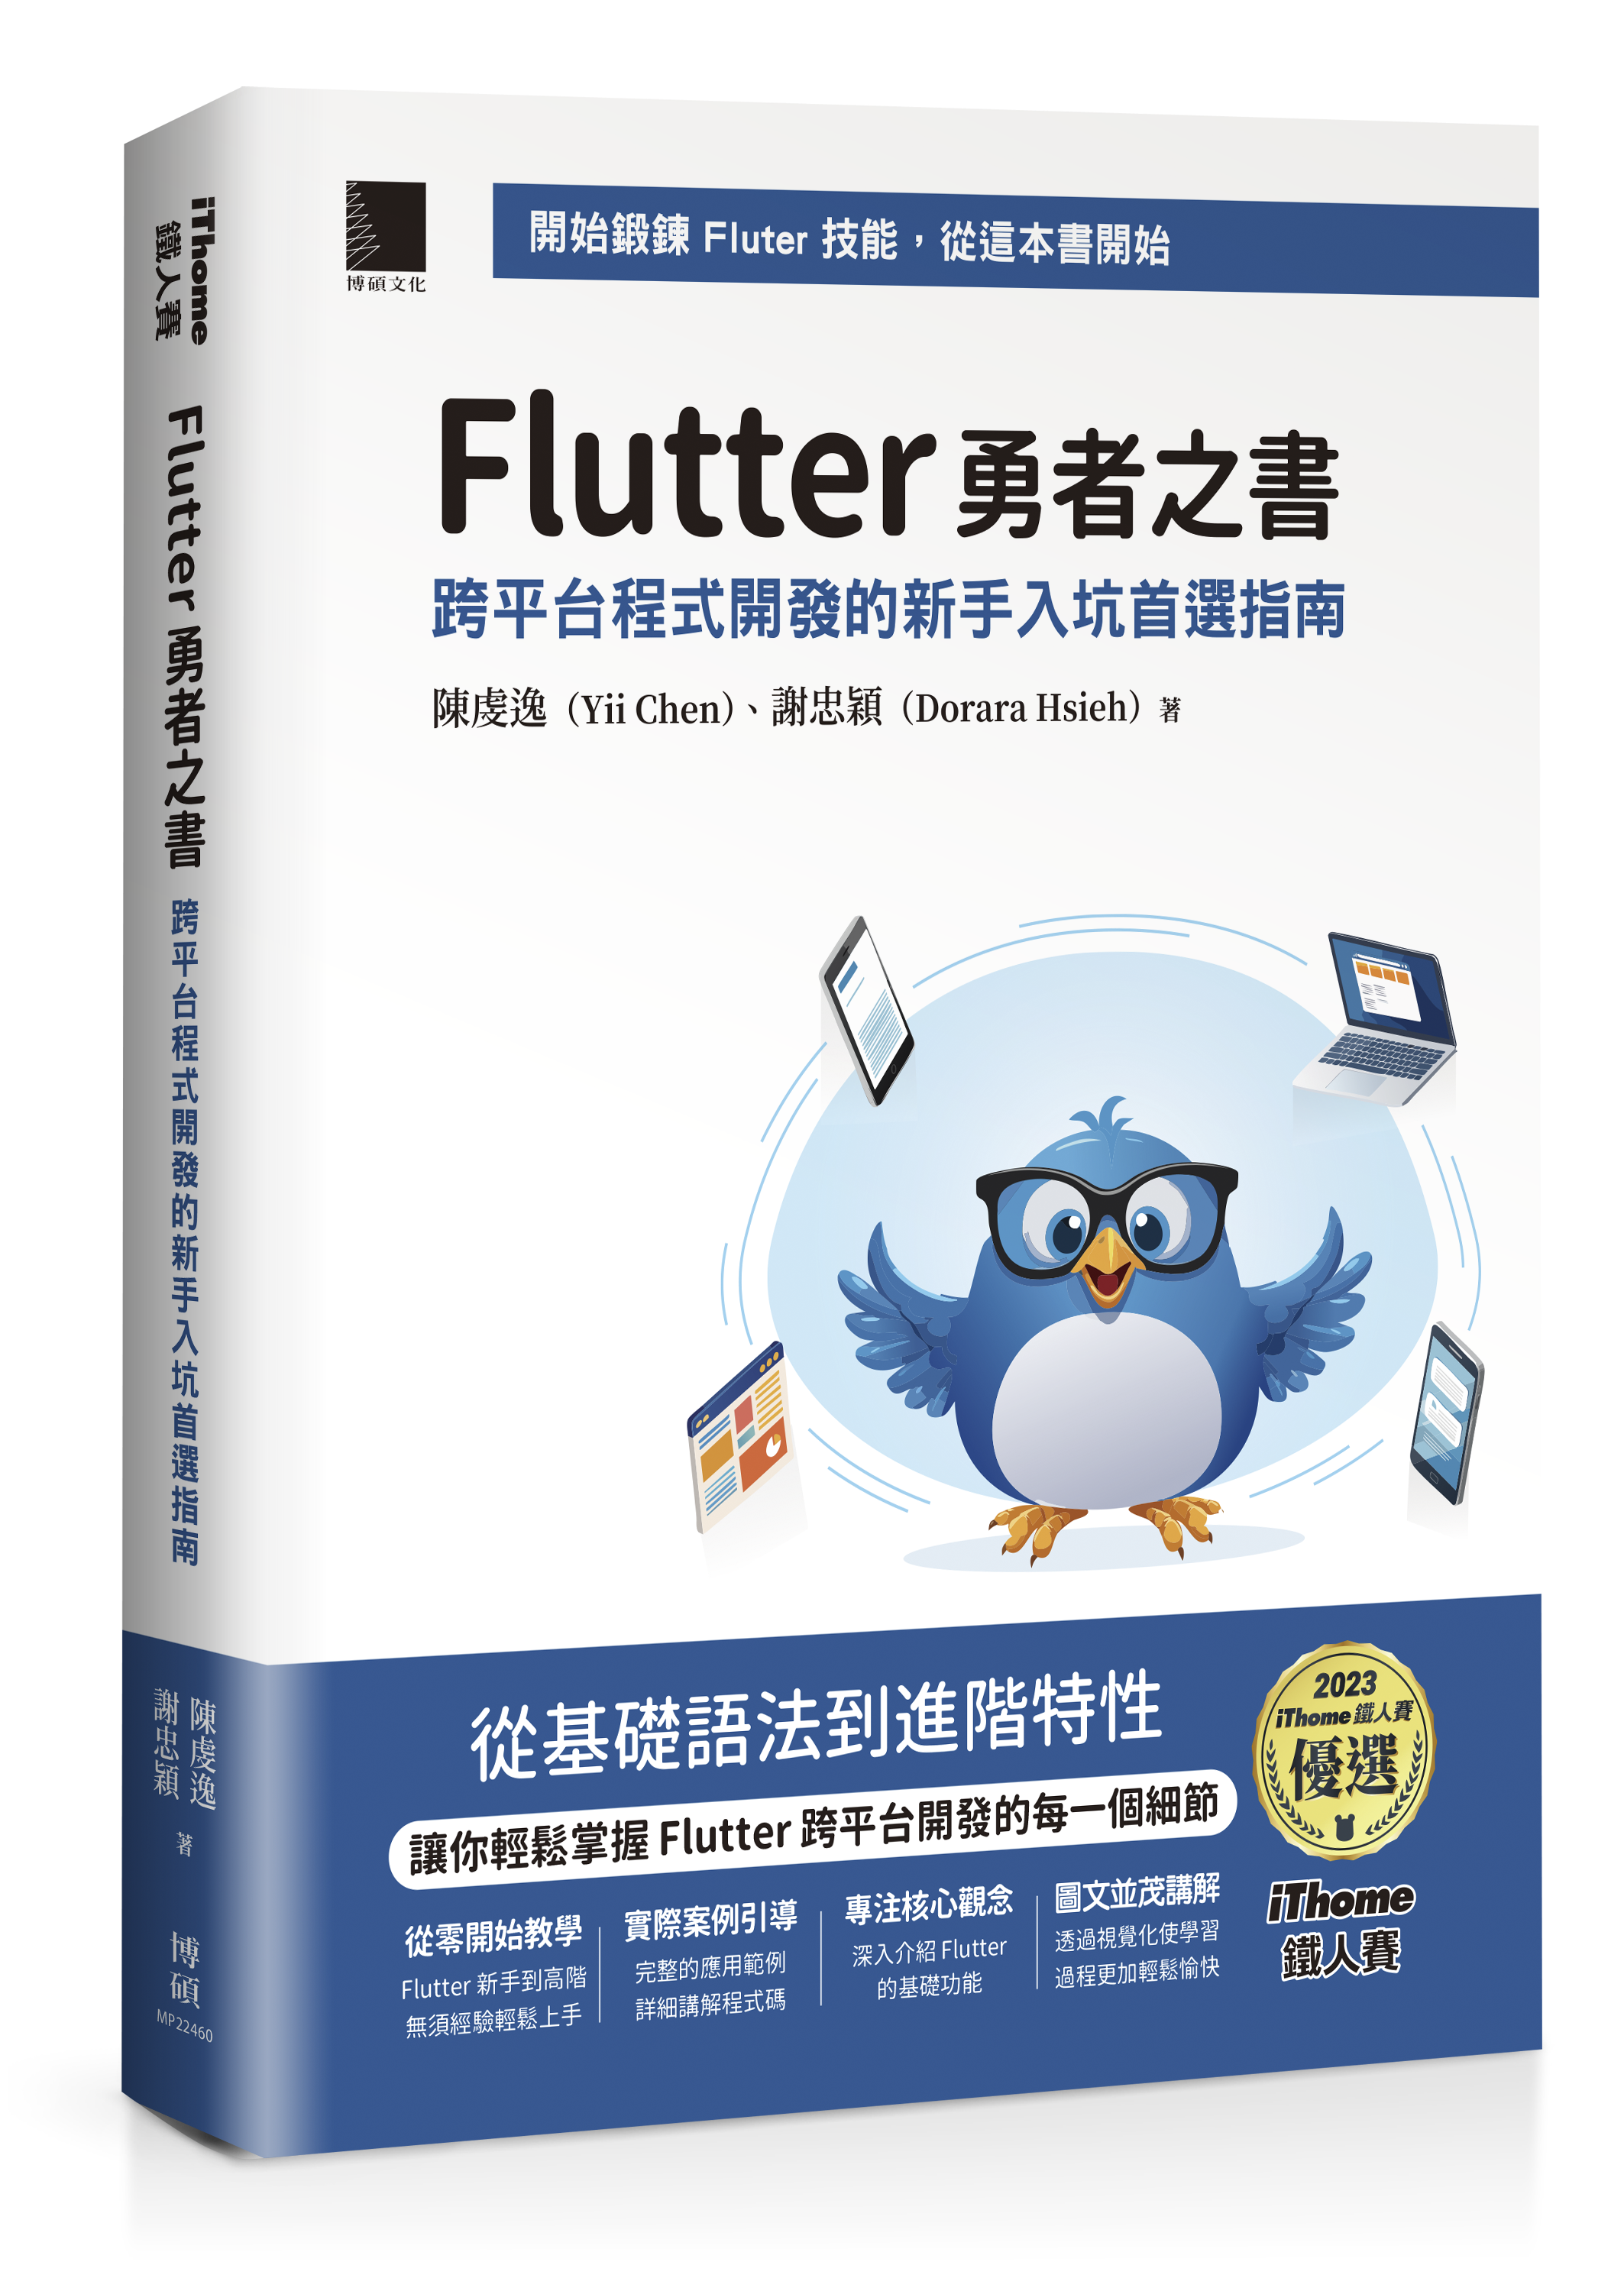 iThome
鐵人賽
Flutter 勇者之書
跨平台程式開發的新手入坑首選指南
陳虔逸
謝忠穎
著
博碩
MP22460
博碩文化
開始鍛鍊 Fluter 技能，從這本書開始
Flutter 勇者之書
跨平台程式開發的新手入坑首選指南
陳虔逸（Yii Chen）、謝忠穎（Dorara Hsieh）著
從基礎語法到進階特性
讓你輕鬆掌握 Flutter 跨平台開發的每一個細節
從零開始教學
Flutter 新手到高階
無須經驗輕鬆上手
實際案例引導
完整的應用範例
詳細講解程式碼
專注核心觀念
深入介紹 Flutter
的基礎功能
圖文並茂講解
透過視覺化使學習
過程更加輕鬆愉快
2023
iThome 鐵人賽
優選
iThome
鐵人賽